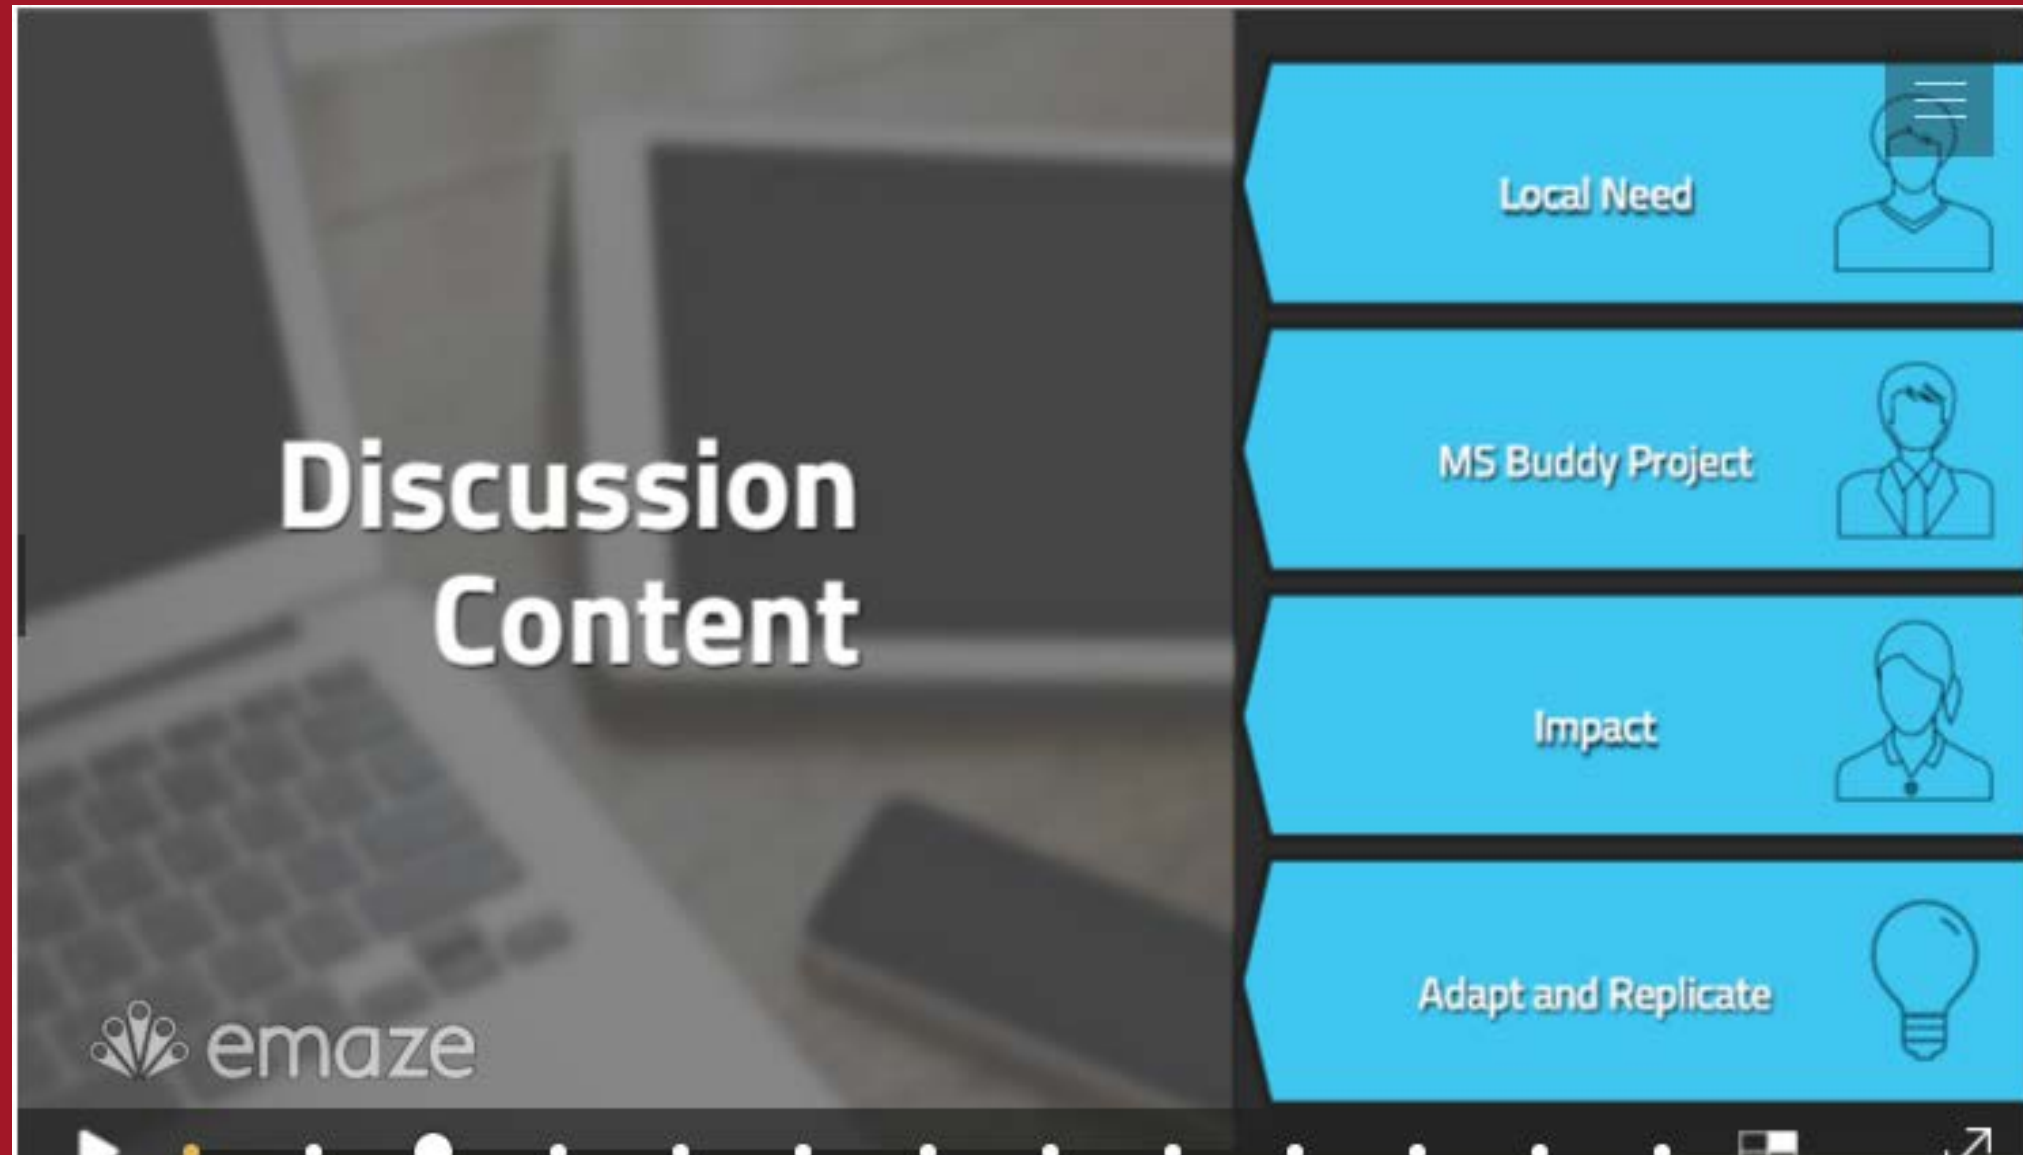 Discussion
Content
Local Need
MS Buddy Project
Impact
Adapt and Replicate
emaze